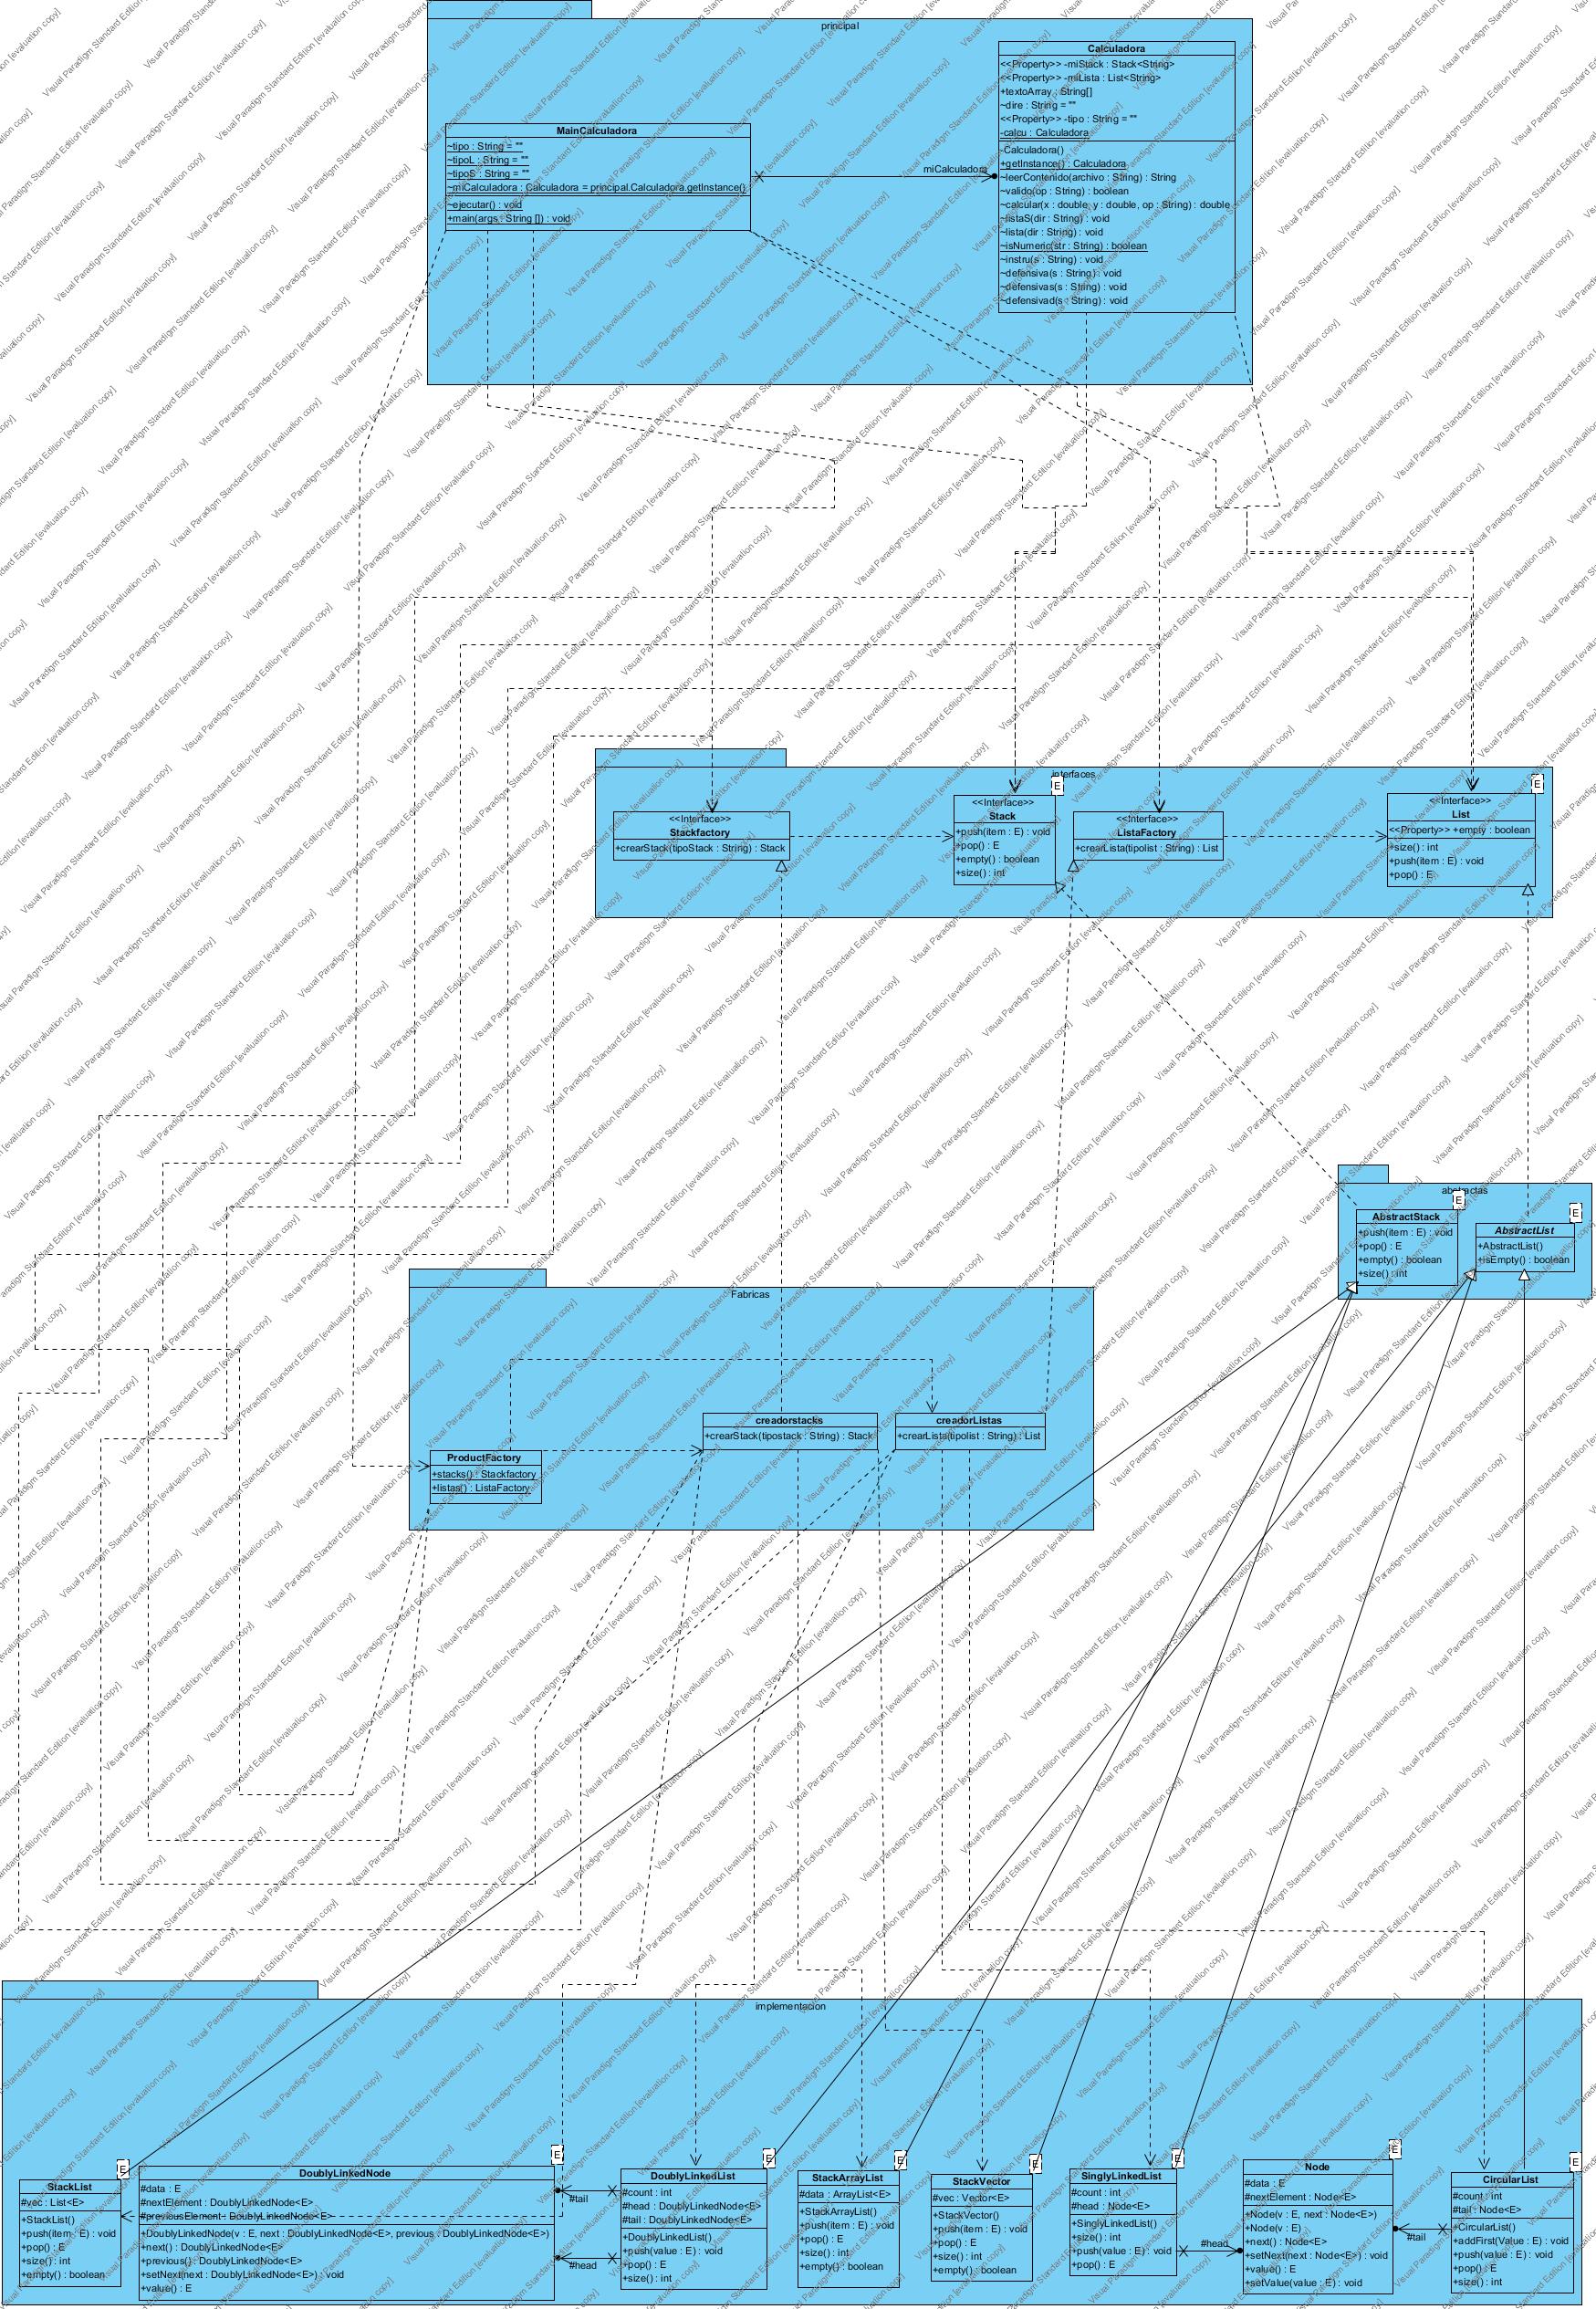 principal
Calculadora
<<Property>> -miStack : Stack<String>
<<Property>> -miLista : List<String>
+textoArray : String[]
~dire : String = ""
<<Property>> -tipo : String = ""
-calcu : Calculadora
-Calculadora()
+getInstance() : Calculadora
~leerContenido(archivo : String) : String
~valido(op : String) : boolean
~calcular(x : double, y : double, op : String) : double
~listaS(dir : String) : void
~lista(dir : String) : void
~isNumeric(str : String) : boolean
~instru(s : String) : void
~defensiva(s : String) : void
~defensivas(s : String) : void
~defensivad(s : String) : void
MainCalculadora
~tipo : String = ""
~tipoL : String = ""
~tipoS : String = ""
~miCalculadora : Calculadora = principal.Calculadora.getInstance()
~ejecutar() : void
+main(args : String []) : void
miCalculadora
interfaces
<<Interface>>
Stackfactory
+crearStack(tipoStack : String) : Stack
E
<<Interface>>
Stack
+push(item : E) : void
+pop() : E
+empty() : boolean
+size() : int
<<Interface>>
ListaFactory
+crearLista(tipolist : String) : List
E
<<Interface>>
List
<<Property>> +empty : boolean
+size() : int
+push(item : E) : void
+pop() : E
abstractas
E
AbstractStack
+push(item : E) : void
+pop() : E
+empty() : boolean
+size() : int
E
AbstractList
+AbstractList()
+isEmpty() : boolean
Fabricas
creadorstacks
+crearStack(tipostack : String) : Stack
creadorListas
+crearLista(tipolist : String) : List
ProductFactory
+stacks() : Stackfactory
+listas() : ListaFactory
implementacion
E
StackList
#vec : List<E>
+StackList()
+push(item : E) : void
+pop() : E
+size() : int
+empty() : boolean
E
DoublyLinkedNode
#data : E
#nextElement : DoublyLinkedNode<E>
#previousElement : DoublyLinkedNode<E>
+DoublyLinkedNode(v : E, next : DoublyLinkedNode<E>, previous : DoublyLinkedNode<E>)
+next() : DoublyLinkedNode<E>
+previous() : DoublyLinkedNode<E>
+setNext(next : DoublyLinkedNode<E>) : void
+value() : E
#tail
#head
E
DoublyLinkedList
#count : int
#head : DoublyLinkedNode<E>
#tail : DoublyLinkedNode<E>
+DoublyLinkedList()
+push(value : E) : void
+pop() : E
+size() : int
E
StackArrayList
#data : ArrayList<E>
+StackArrayList()
+push(item : E) : void
+pop() : E
+size() : int
+empty() : boolean
E
StackVector
#vec : Vector<E>
+StackVector()
+push(item : E) : void
+pop() : E
+size() : int
+empty() : boolean
E
SinglyLinkedList
#count : int
#head : Node<E>
+SinglyLinkedList()
+size() : int
+push(value : E) : void
+pop() : E
#head
E
Node
#data : E
#nextElement : Node<E>
+Node(v : E, next : Node<E>)
+Node(v : E)
+next() : Node<E>
+setNext(next : Node<E>) : void
+value() : E
+setValue(value : E) : void
#tail
E
CircularList
#count : int
#tail : Node<E>
+CircularList()
+addFirst(Value : E) : void
+push(value : E) : void
+pop() : E
+size() : int
Visual Paradigm Standard Edition [evaluation copy]